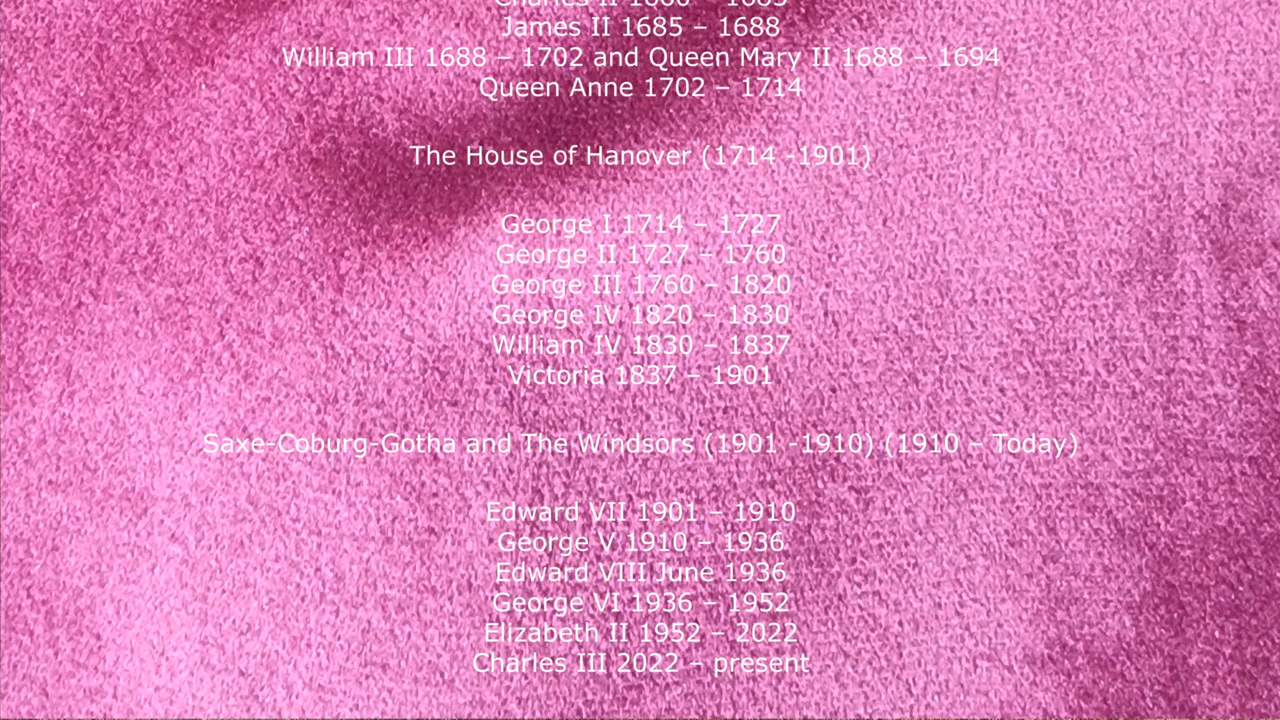 Charles II 1660 – 1685
James II 1685 – 1688
William III 1688 – 1702 and Queen Mary II 1688 – 1694
Queen Anne 1702 – 1714
The House of Hanover (1714 -1901)
George I 1714 – 1727
George II 1727 – 1760
George III 1760 – 1820
George IV 1820 – 1830
William IV 1830 – 1837
Victoria 1837 – 1901
Saxe-Coburg-Gotha and The Windsors (1901 -1910) (1910 – Today)
Edward VII 1901 – 1910
George V 1910 – 1936
Edward VIII June 1936
George VI 1936 – 1952
Elizabeth II 1952 – 2022
Charles III 2022 – present